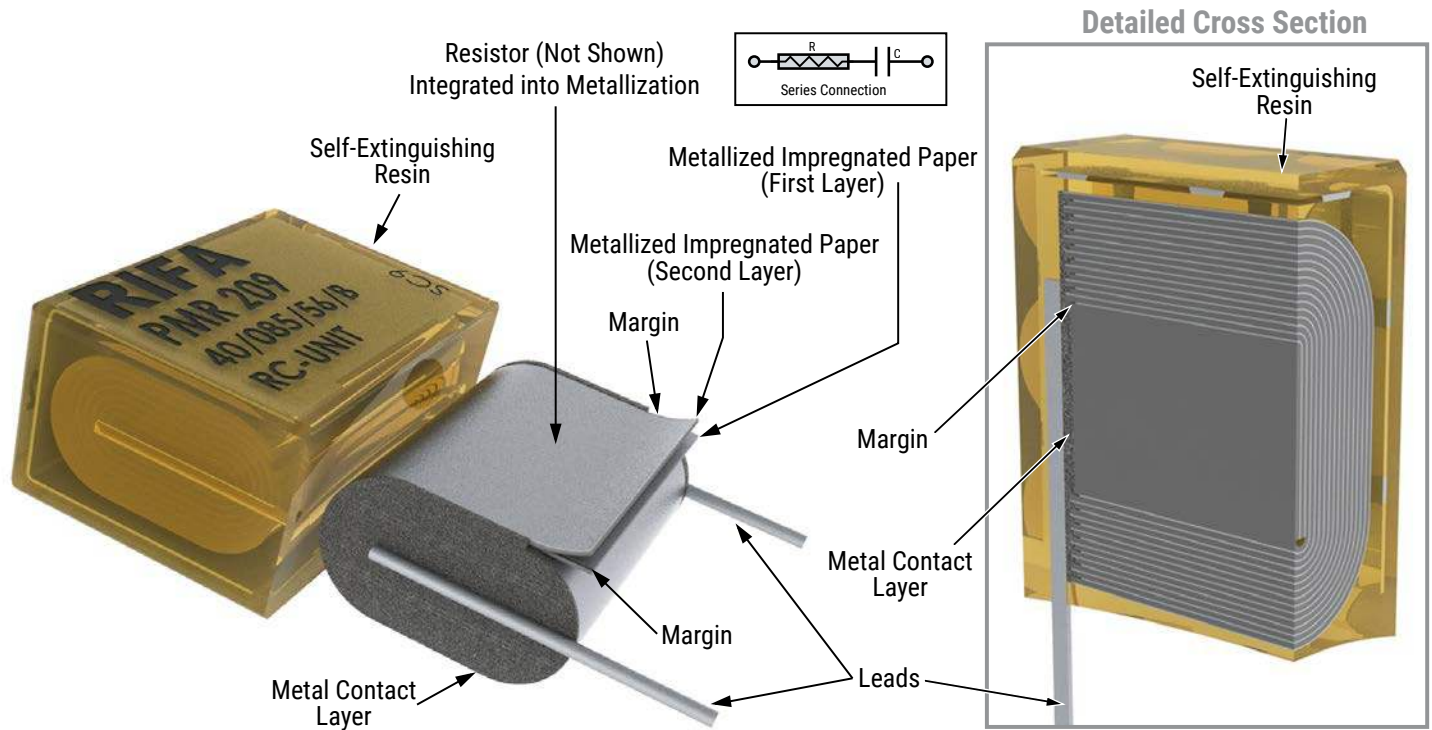 Detailed Cross Section
Resistor (Not Shown)
Integrated into Metallization
R
C
Series Connection
Self-Extinguishing
Resin
Self-Extinguishing
Resin
Metallized Impregnated Paper
(First Layer)
Metallized Impregnated Paper
(Second Layer)
Margin
RIFA
PMR 209
40/085/56/B
RC-UNIT
Margin
Metal Contact
Layer
Margin
Leads
Metal Contact
Layer